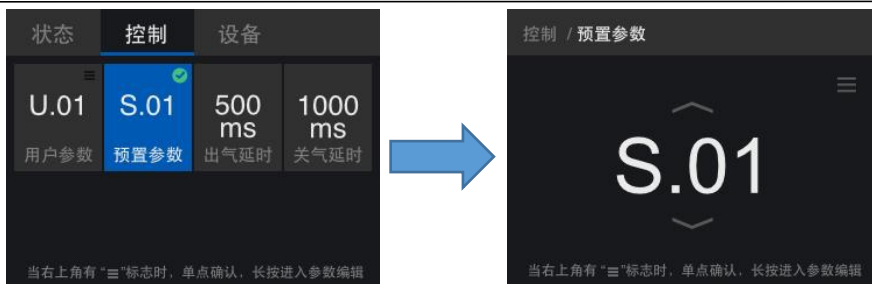 状态 控制 设备
U.01 S.01 500 1000
ms ms
用户参数 预置参数 出气延时 关气延时
当右上角有 “≡”标志时，单点确认，长按进入参数编辑
控制 / 预置参数
S.01
当右上角有 “≡”标志时，单点确认，长按进入参数编辑